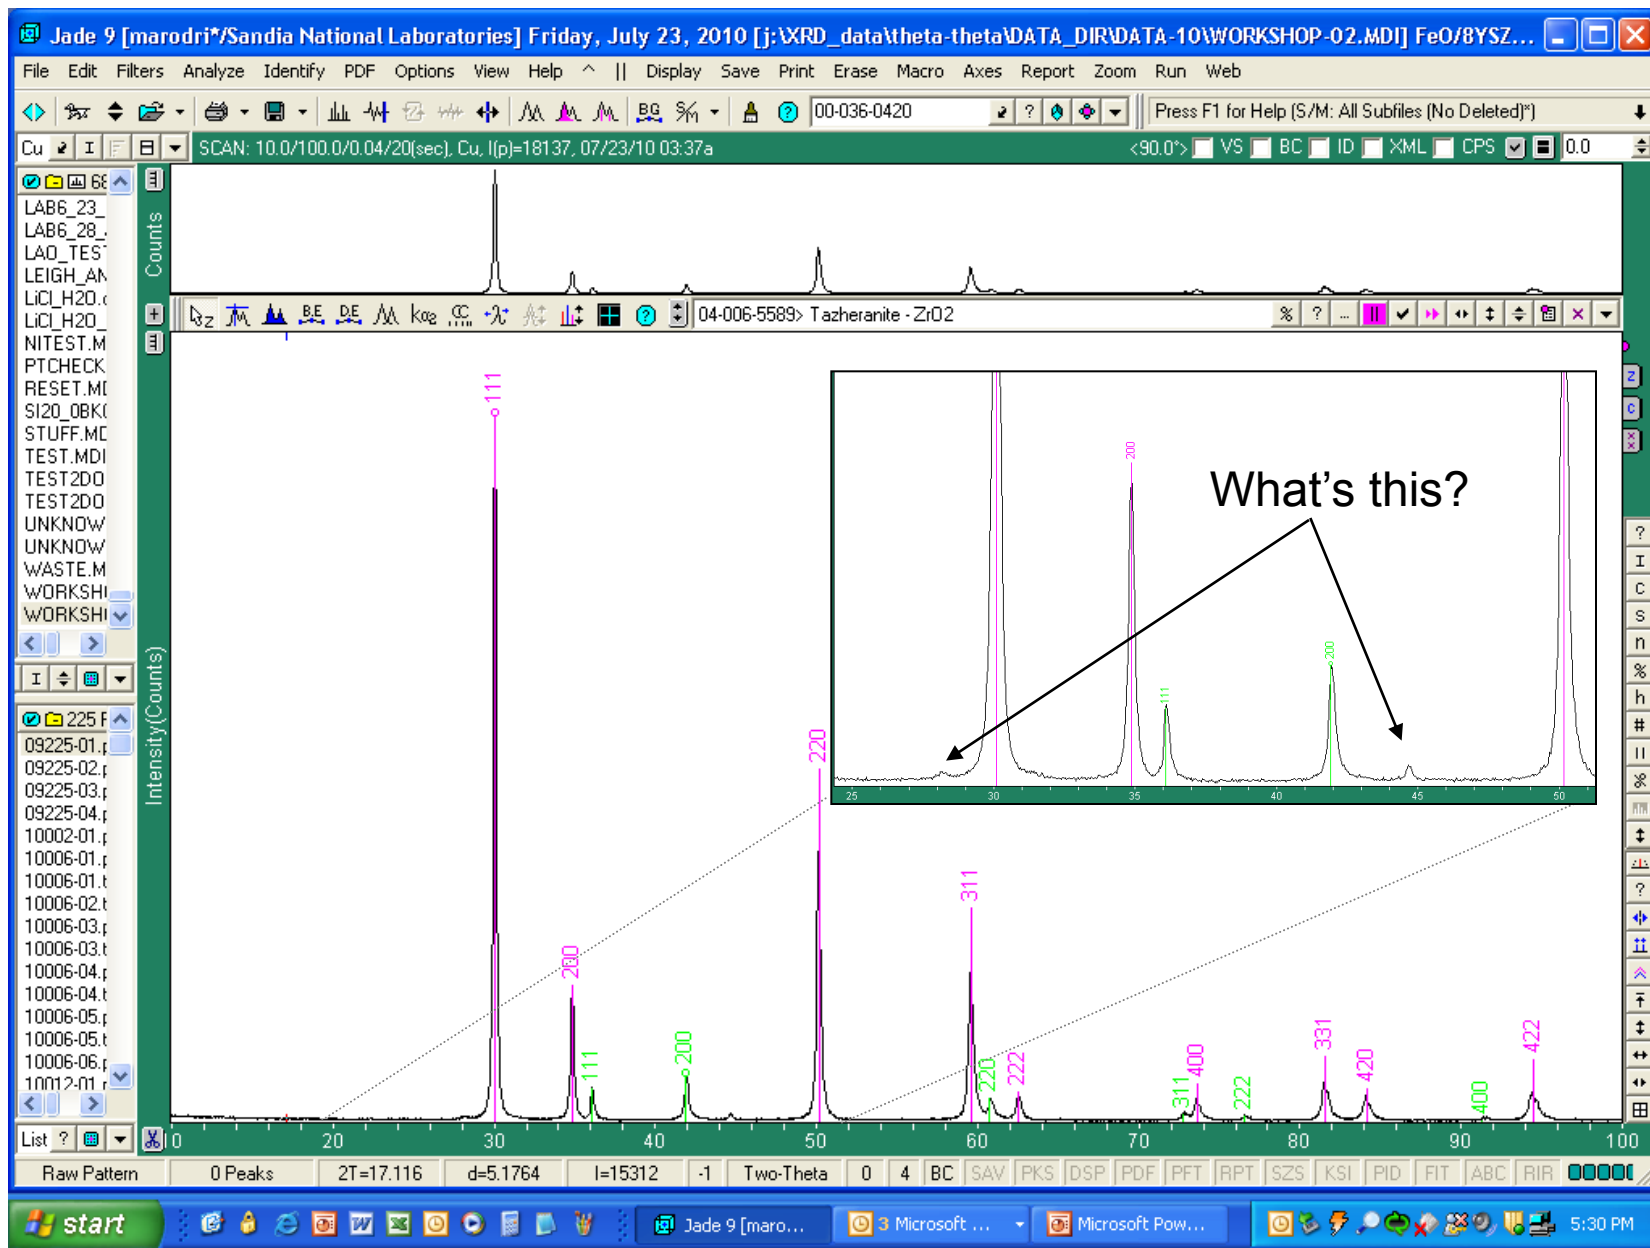 Jade 9 [marodri*/Sandia National Laboratories] Friday, July 23, 2010 [j:\XRD_data\theta-theta\DATA_DIR\DATA-10\WORKSHOP-02.MDI] FeO/8YSZ...
File Edit Filters Analyze Identify PDF Options View Help ^ || Display Save Print Erase Macro Axes Report Zoom Run Web
BG S/M 00-036-0420 ? Press F1 for Help (S/M: All Subfiles (No Deleted)*)
Cu I F SCAN: 10.0/100.0/0.04/20(sec), Cu, I(p)=18137, 07/23/10 03:37a <90.0°> VS BC ID XML CPS 0.0
68
LAB6_23_
LAB6_28_
LAO_TES
LEIGH_AN
LiCl_H20.
LiCl_H20_
NITEST.M
PTCHECK
RESET.M
SI20_0BK
STUFF.M
TEST.MDI
TEST2DO
TEST2DO
UNKNOW
UNKNOW
WASTE.M
WORKSH
WORKSH
I
225 F
09225-01.p
09225-02.p
09225-03.p
09225-04.p
10002-01.p
10006-01.p
10006-01.t
10006-02.t
10006-03.p
10006-03.t
10006-04.p
10006-04.t
10006-05.p
10006-05.t
10006-06.p
10012-01.r
List ?
Counts
B.E. D.E. kα2 CC 04-006-5589> Tazheranite - ZrO2 % ? ...
Intensity(Counts)
111
200
111
200
220
311
220
222
311
400
222
331
420
400
422
What's this?
200
111
200
25 30 35 40 45 50
10 20 30 40 50 60 70 80 90 100
z
c
? I C S n % h #
?
Raw Pattern 0 Peaks 2T=17.116 d=5.1764 I=15312 -1 Two-Theta 0 4 BC SAV PKS DSP PDF PFT RPT SZS KSI PID FIT ABC RIR
start Jade 9 [maro... 3 Microsoft ... Microsoft Pow... 5:30 PM